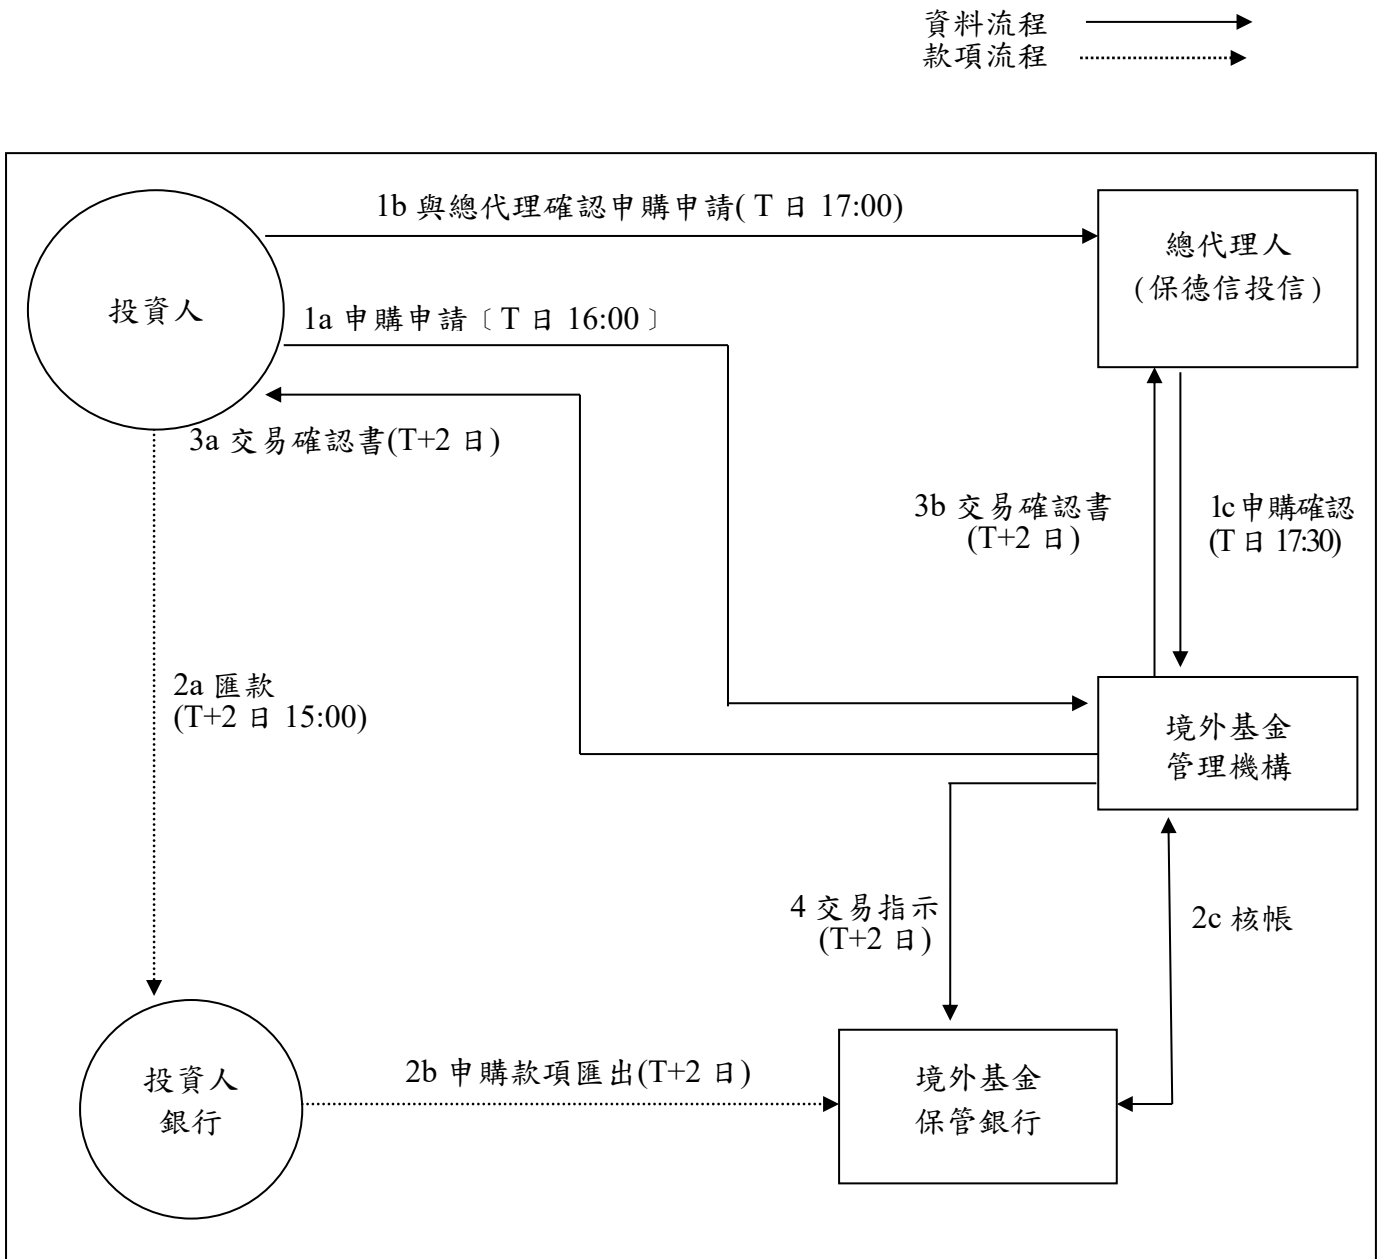 資料流程
款項流程
1b 與總代理確認申購申請( T 日 17:00)
總代理人
(保德信投信)
投資人
1a 申購申請﹝T 日 16:00﹞
3a 交易確認書(T+2 日)
3b 交易確認書
(T+2 日)
1c申購確認
(T 日 17:30)
2a 匯款
(T+2 日 15:00)
境外基金
管理機構
4 交易指示
(T+2 日)
2c 核帳
投資人
銀行
2b 申購款項匯出(T+2 日)
境外基金
保管銀行